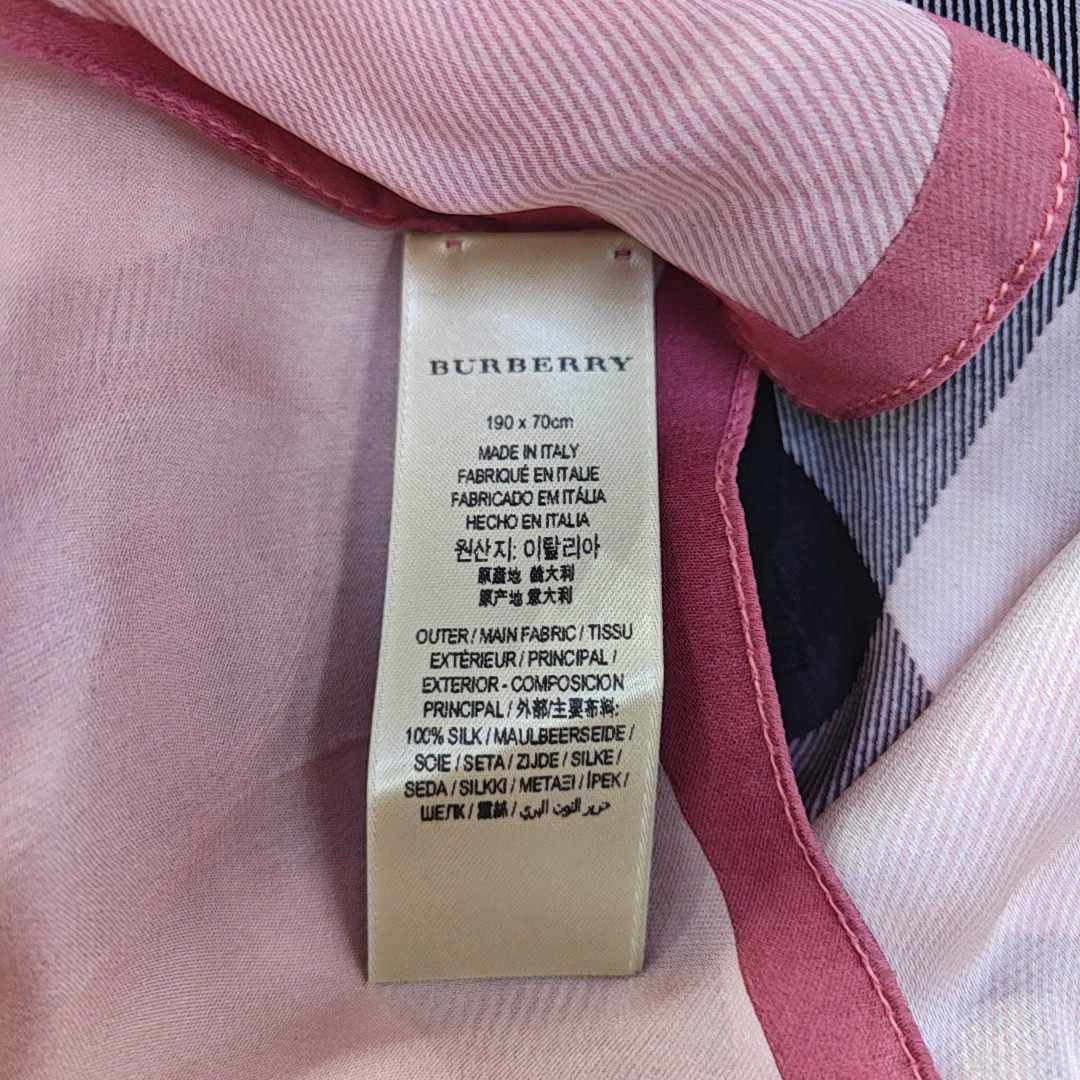 BURBERRY
190 x 70cm
MADE IN ITALY
FABRIQUÉ EN ITALIE
FABRICADO EM ITÁLIA
HECHO EN ITALIA
원산지: 이탈리아
原產地 義大利
原产地 意大利
OUTER / MAIN FABRIC / TISSU
EXTÉRIEUR / PRINCIPAL /
EXTERIOR - COMPOSICION
PRINCIPAL / 外部/主要布料:
100% SILK / MAULBEERSEIDE /
SOIE / SETA / ZIJDE / SILKE /
SEDA / SILKKI / ΜΕΤΑΞΙ / İPEK /
ШЕЛК / 蠶絲 / حرير التوت البري /